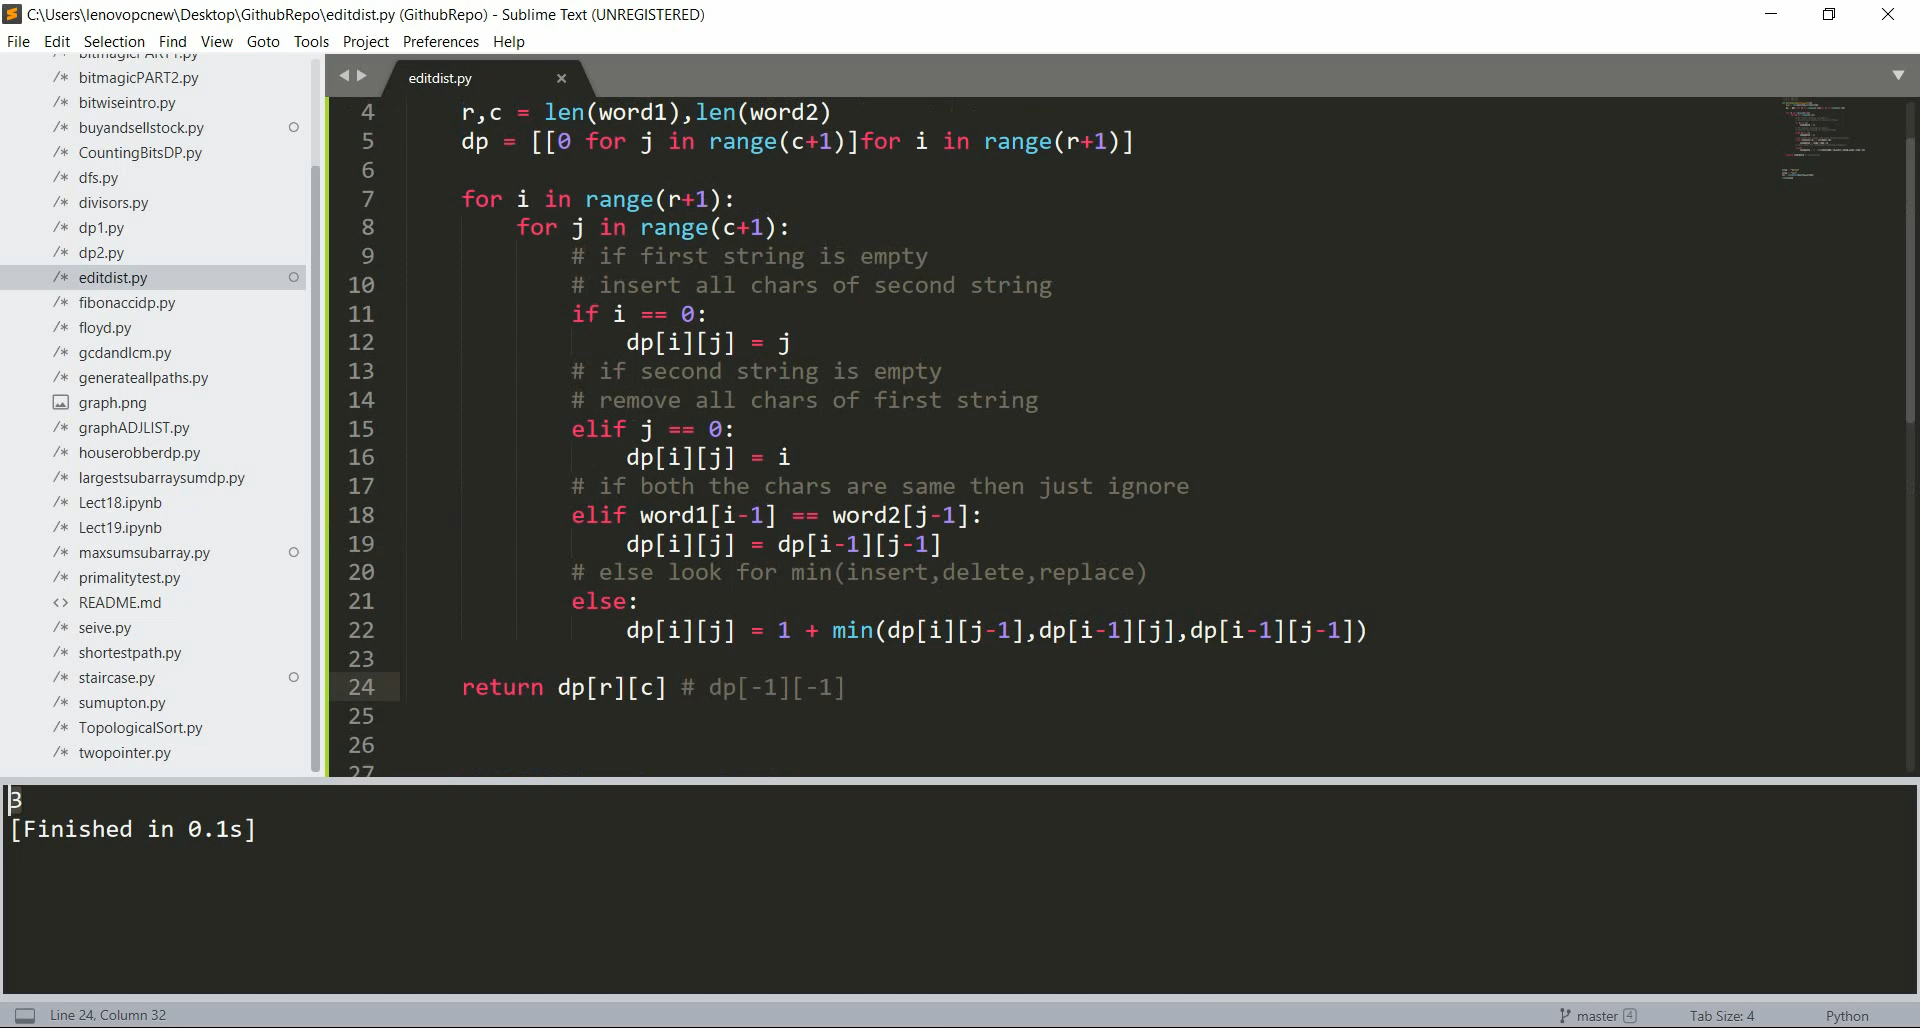 C:\Users\lenovopcnew\Desktop\GithubRepo\editdist.py (GithubRepo) - Sublime Text (UNREGISTERED)
File Edit Selection Find View Goto Tools Project Preferences Help
/* bitmagicPART1.py
/* bitmagicPART2.py
/* bitwiseintro.py
/* buyandsellstock.py
/* CountingBitsDP.py
/* dfs.py
/* divisors.py
/* dp1.py
/* dp2.py
/* editdist.py
/* fibonaccidp.py
/* floyd.py
/* gcdandlcm.py
/* generateallpaths.py
graph.png
/* graphADJLIST.py
/* houserobberdp.py
/* largestsubarraysumdp.py
/* Lect18.ipynb
/* Lect19.ipynb
/* maxsumsubarray.py
/* primalitytest.py
<> README.md
/* seive.py
/* shortestpath.py
/* staircase.py
/* sumupton.py
/* TopologicalSort.py
/* twopointer.py
editdist.py
4 r,c = len(word1),len(word2)
5 dp = [[0 for j in range(c+1)]for i in range(r+1)]
6
7 for i in range(r+1):
8 for j in range(c+1):
9 # if first string is empty
10 # insert all chars of second string
11 if i == 0:
12 dp[i][j] = j
13 # if second string is empty
14 # remove all chars of first string
15 elif j == 0:
16 dp[i][j] = i
17 # if both the chars are same then just ignore
18 elif word1[i-1] == word2[j-1]:
19 dp[i][j] = dp[i-1][j-1]
20 # else look for min(insert,delete,replace)
21 else:
22 dp[i][j] = 1 + min(dp[i][j-1],dp[i-1][j],dp[i-1][j-1])
23
24 return dp[r][c] # dp[-1][-1]
25
26
27
3
[Finished in 0.1s]
Line 24, Column 32
master 4
Tab Size: 4
Python